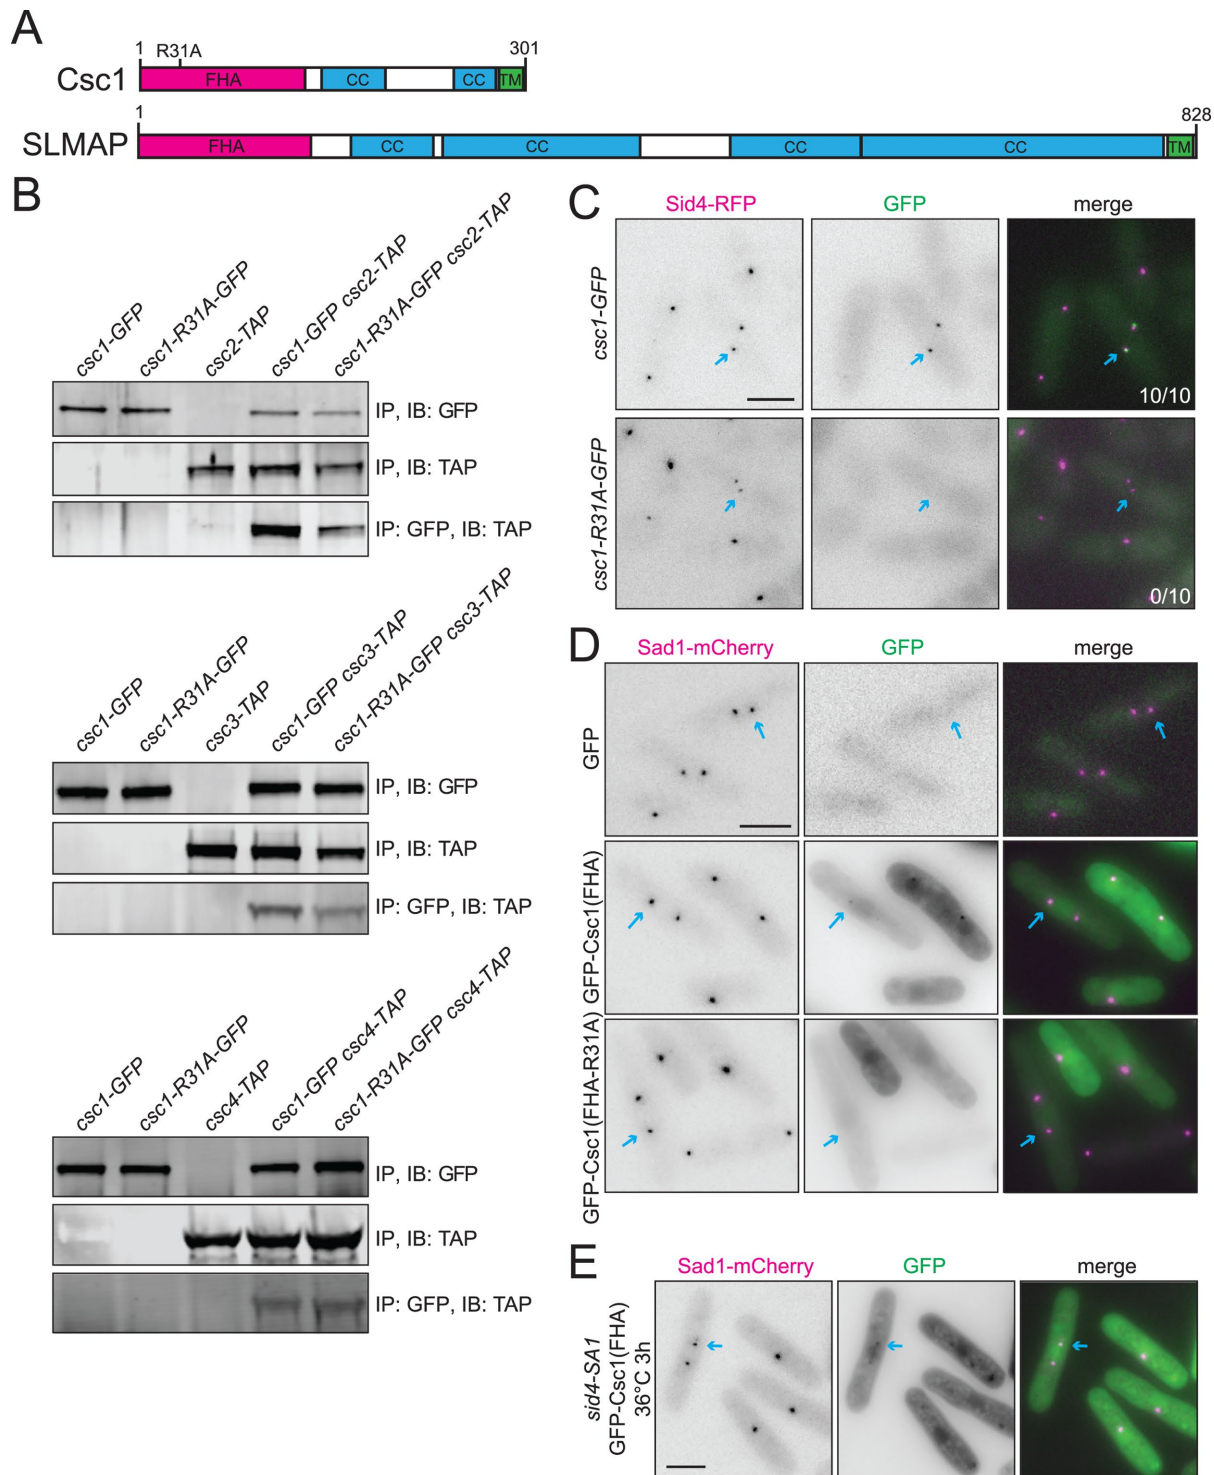 A
1 R31A 301
Csc1 FHA CC CC TM
1 828
SLMAP FHA CC CC CC CC TM
B
csc1-GFP
csc1-R31A-GFP
csc2-TAP
csc1-GFP csc2-TAP
csc1-R31A-GFP csc2-TAP
IP, IB: GFP
IP, IB: TAP
IP: GFP, IB: TAP
csc1-GFP
csc1-R31A-GFP
csc3-TAP
csc1-GFP csc3-TAP
csc1-R31A-GFP csc3-TAP
IP, IB: GFP
IP, IB: TAP
IP: GFP, IB: TAP
csc1-GFP
csc1-R31A-GFP
csc4-TAP
csc1-GFP csc4-TAP
csc1-R31A-GFP csc4-TAP
IP, IB: GFP
IP, IB: TAP
IP: GFP, IB: TAP
C
Sid4-RFP GFP merge
csc1-GFP
10/10
csc1-R31A-GFP
0/10
D
Sad1-mCherry GFP merge
GFP
GFP-Csc1(FHA)
GFP-Csc1(FHA-R31A)
E
Sad1-mCherry GFP merge
sid4-SA1
GFP-Csc1(FHA)
36°C 3h